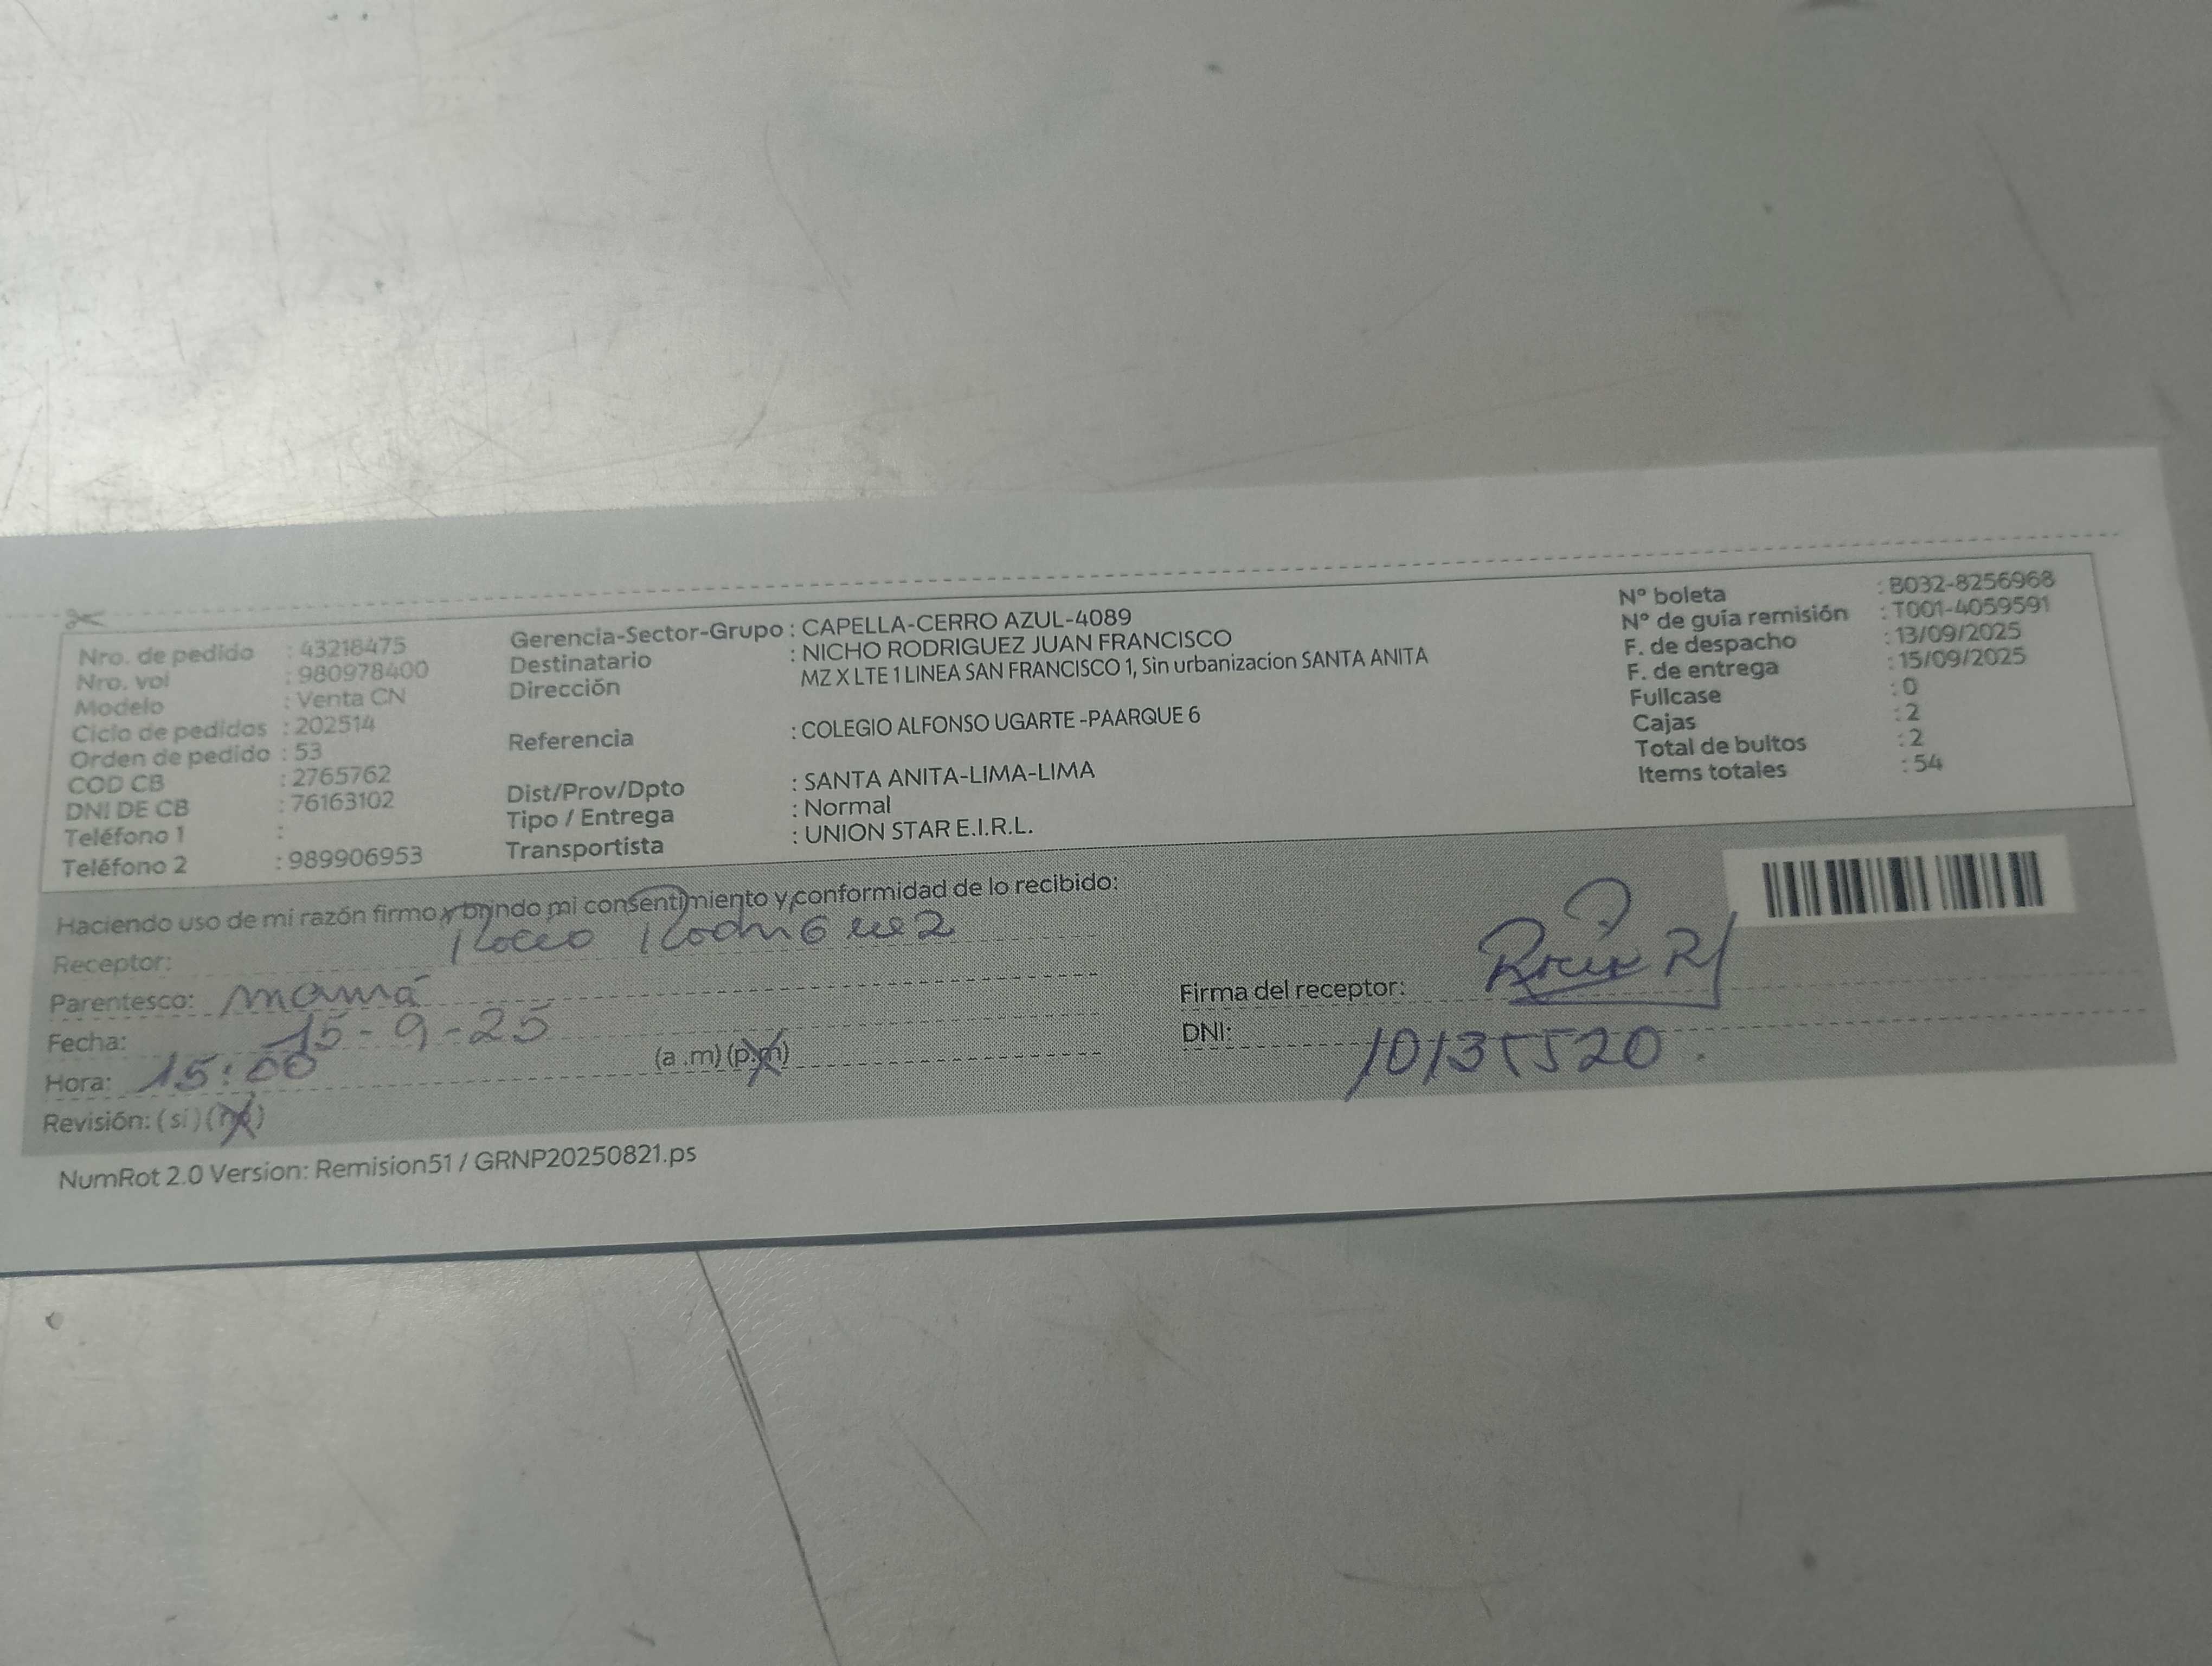 Nro. de pedido : 43218475
Nro. vol : 980978400
Modelo : Venta CN
Ciclo de pedidos : 202514
Orden de pedido : 53
COD CB : 2765762
DNI DE CB : 76163102
Teléfono 1 :
Teléfono 2 : 989906953
Gerencia-Sector-Grupo : CAPELLA-CERRO AZUL-4089
Destinatario : NICHO RODRIGUEZ JUAN FRANCISCO
Dirección MZ X LTE 1 LINEA SAN FRANCISCO 1, Sin urbanizacion SANTA ANITA
Referencia : COLEGIO ALFONSO UGARTE -PAARQUE 6
Dist/Prov/Dpto : SANTA ANITA-LIMA-LIMA
Tipo / Entrega : Normal
Transportista : UNION STAR E.I.R.L.
N° boleta : B032-8256968
N° de guía remisión : T001-4059591
F. de despacho : 13/09/2025
F. de entrega : 15/09/2025
Fullcase : 0
Cajas : 2
Total de bultos : 2
Items totales : 54
Haciendo uso de mi razón firmo y brindo mi consentimiento y conformidad de lo recibido:
Receptor: Rocio Rodriguez
Parentesco: mamá
Fecha: 15-9-25
Hora: 15:00 (a .m) (p.m)
Revisión: (si) (no)
Firma del receptor:
DNI: 10135520
NumRot 2.0 Version: Remision51 / GRNP20250821.ps